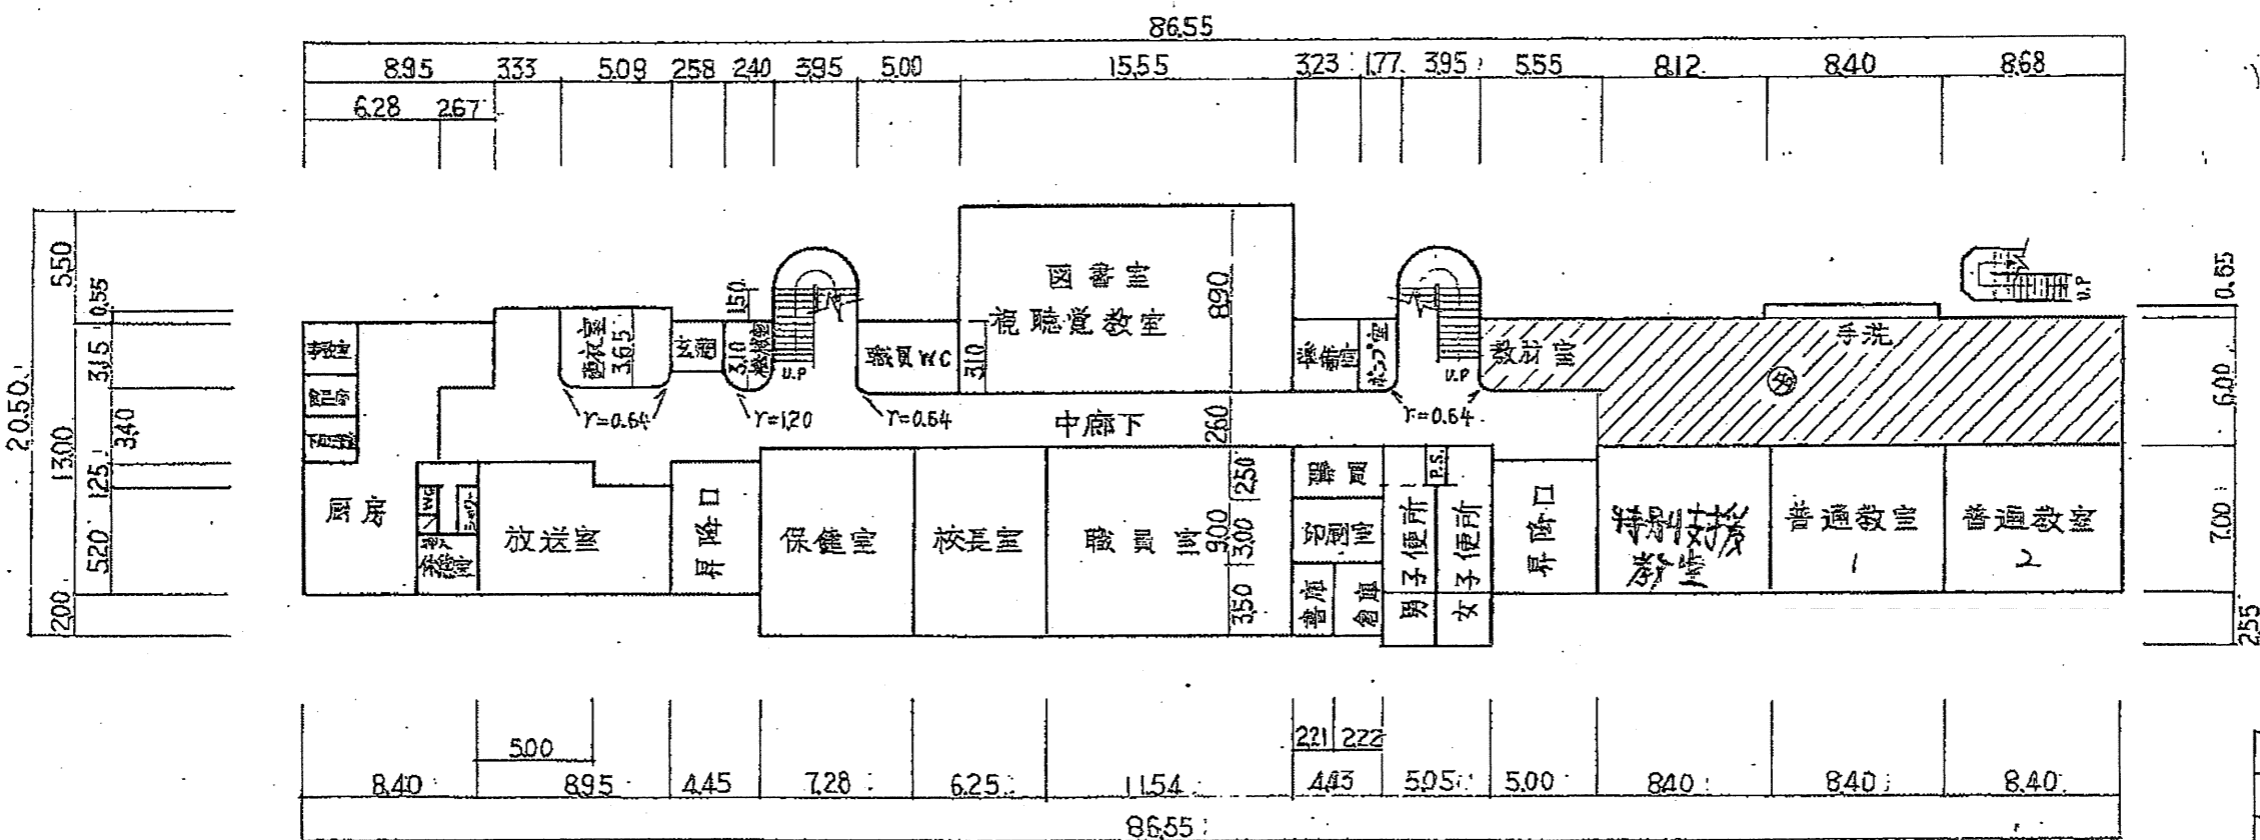 86.55
8.95 3.33 5.09 2.58 2.40 3.95 5.00 15.55 3.23 1.77 3.95 5.55 8.12 8.40 8.68
6.28 2.67
20.50
5.50
0.55
3.15
13.00
3.40
1.25
5.20
2.00
0.65
6.00
7.00
2.55
図書室
視聴覚教室
8.90
更衣室
3.65
玄関
3.10
1.50
U.P
職員WC
3.10
準備室
ポンプ室
U.P
教材室
手洗
U.P
r=0.64
r=1.20
r=0.64
中廊下
2.60
r=0.64
厨房
WC
放送室
昇降口
保健室
校長室
職員室
9.00
2.50
3.00
3.50
印刷室
書庫
倉庫
男子便所
女子便所
P.S.
昇降口
特別支援
教室
普通教室
1
普通教室
2
5.00
2.21 2.22
8.40 8.95 4.45 7.28 6.25 11.54 4.43 5.05 5.00 8.40 8.40 8.40
86.55